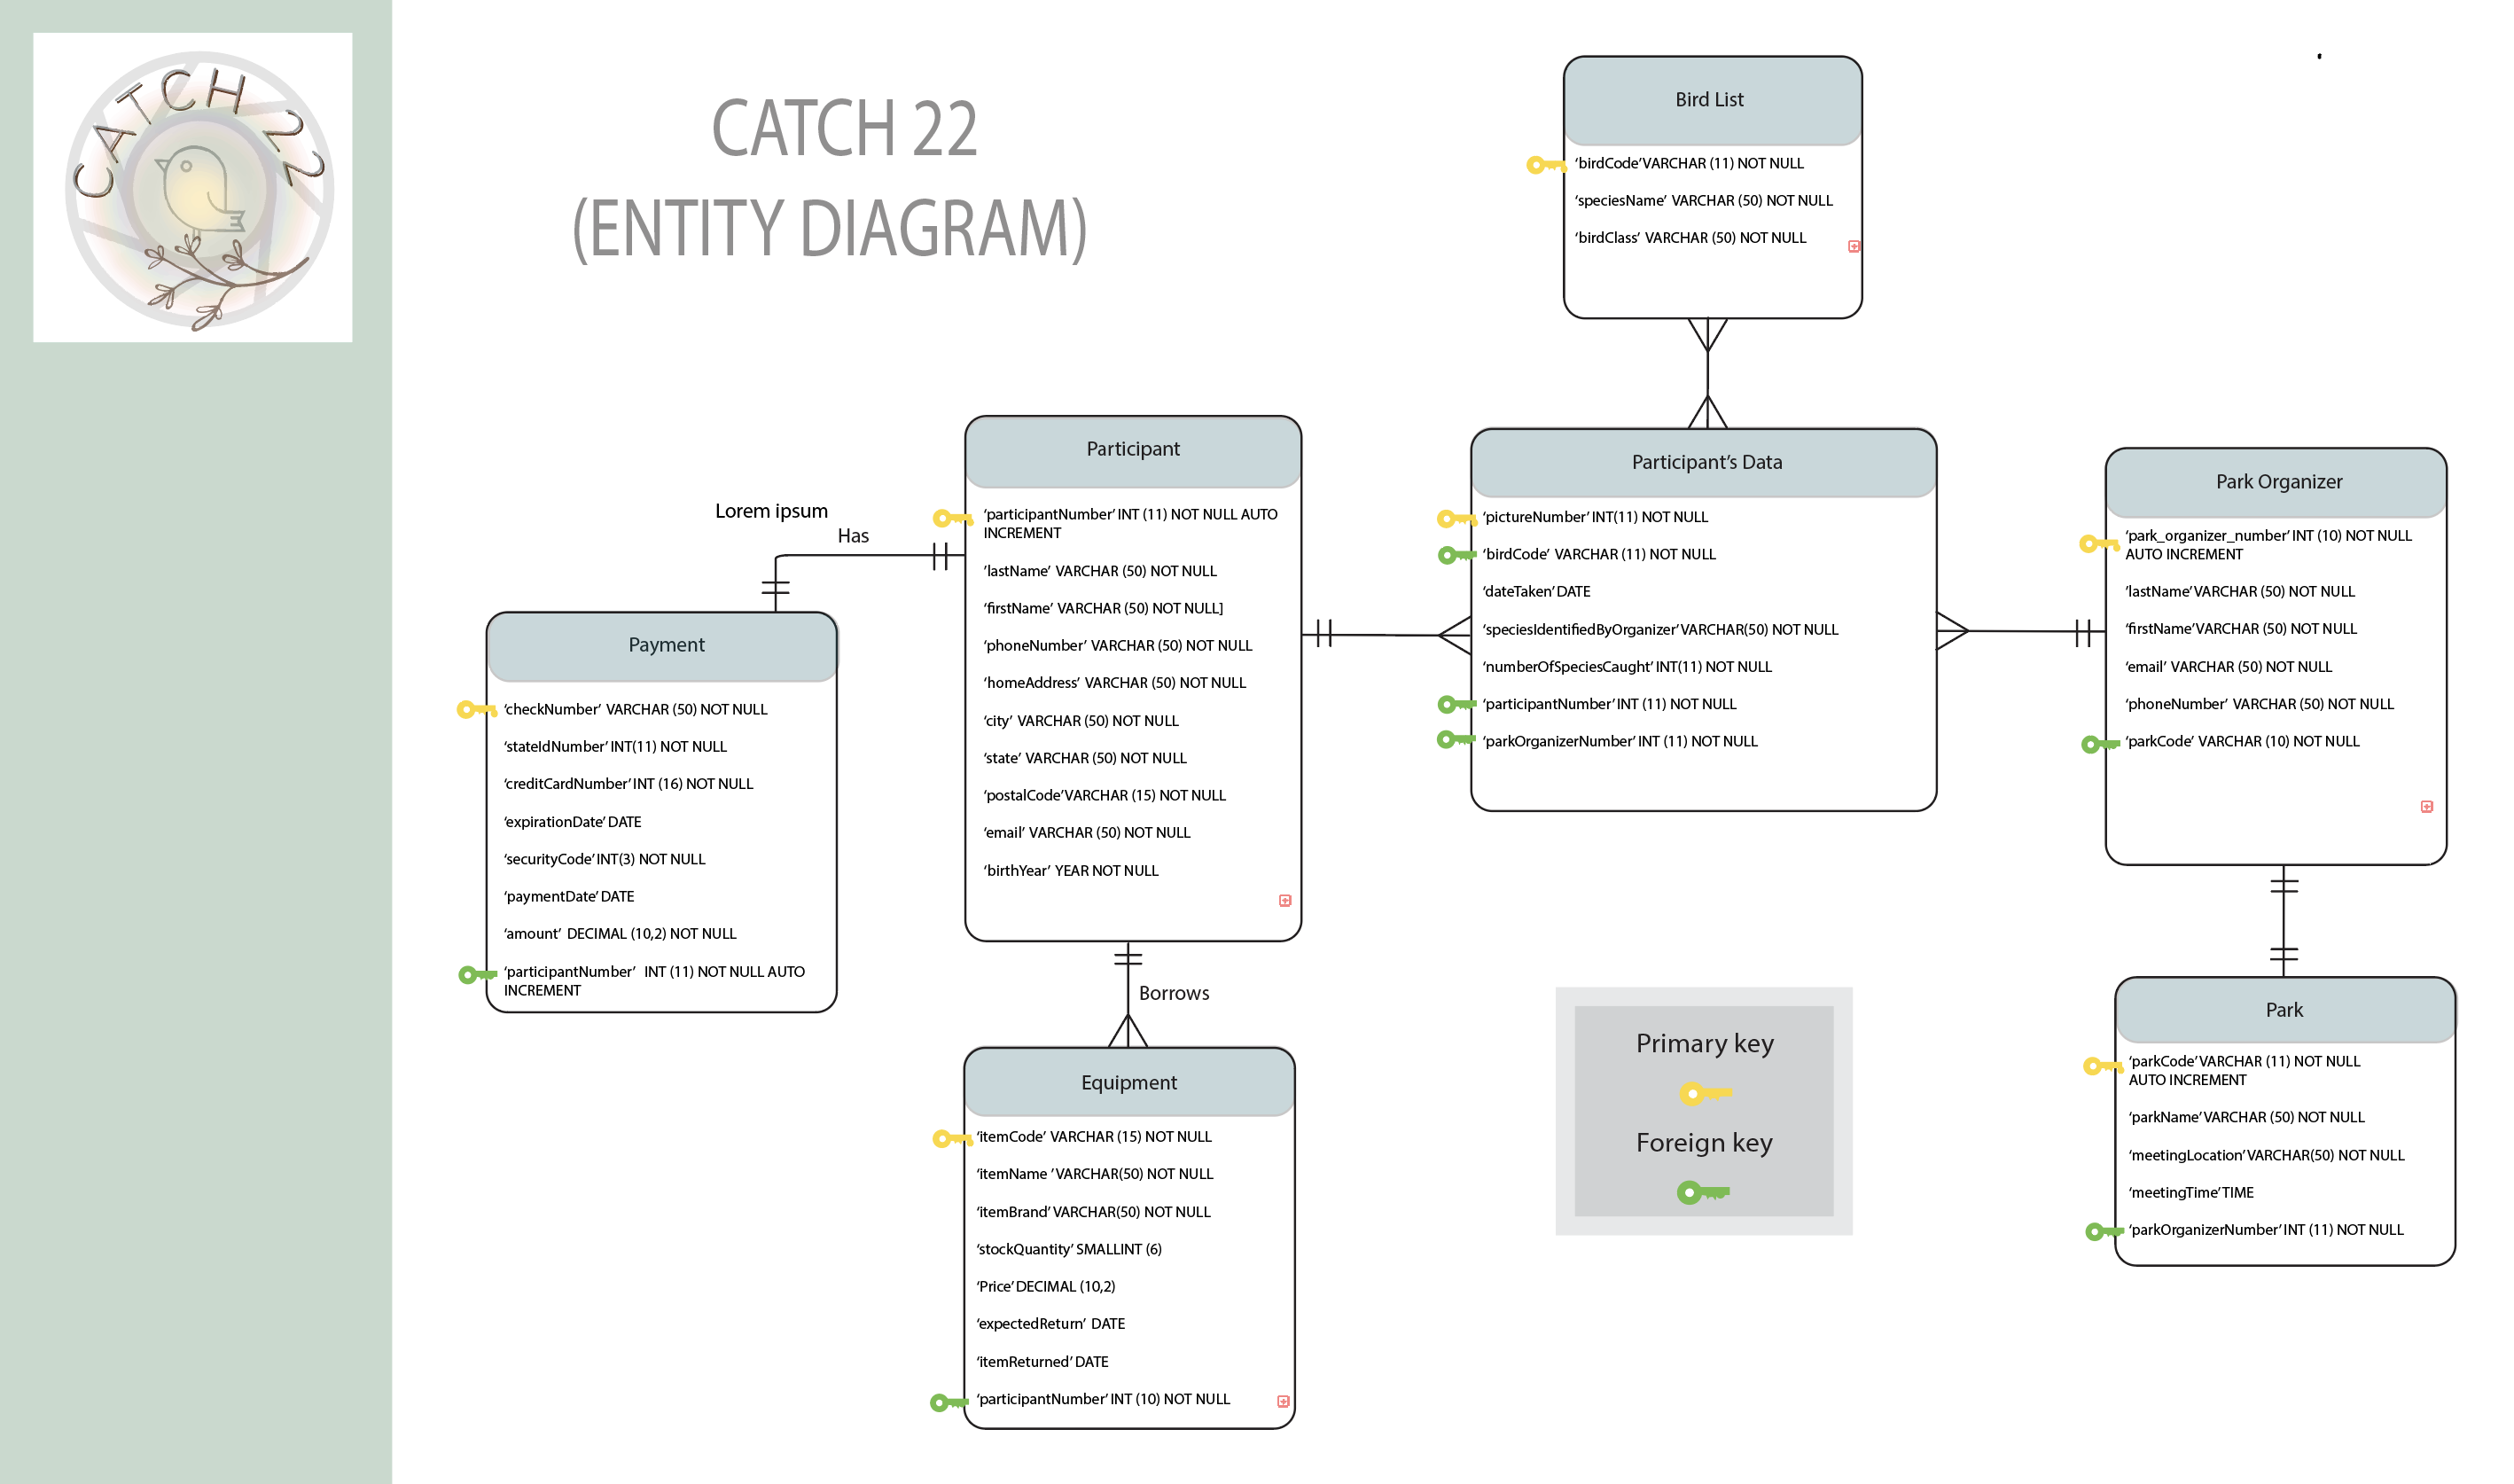 CATCH 22
CATCH 22
(ENTITY DIAGRAM)
Bird List
‘birdCode’ VARCHAR (11) NOT NULL
‘speciesName’ VARCHAR (50) NOT NULL
‘birdClass’ VARCHAR (50) NOT NULL
Participant
‘participantNumber’ INT (11) NOT NULL AUTO
INCREMENT
‘lastName’ VARCHAR (50) NOT NULL
‘firstName’ VARCHAR (50) NOT NULL]
‘phoneNumber’ VARCHAR (50) NOT NULL
‘homeAddress’ VARCHAR (50) NOT NULL
‘city’ VARCHAR (50) NOT NULL
‘state’ VARCHAR (50) NOT NULL
‘postalCode’ VARCHAR (15) NOT NULL
‘email’ VARCHAR (50) NOT NULL
‘birthYear’ YEAR NOT NULL
Participant’s Data
‘pictureNumber’ INT(11) NOT NULL
‘birdCode’ VARCHAR (11) NOT NULL
‘dateTaken’ DATE
‘speciesIdentifiedByOrganizer’ VARCHAR(50) NOT NULL
‘numberOfSpeciesCaught’ INT(11) NOT NULL
‘participantNumber’ INT (11) NOT NULL
‘parkOrganizerNumber’ INT (11) NOT NULL
Park Organizer
‘park_organizer_number’ INT (10) NOT NULL
AUTO INCREMENT
‘lastName’ VARCHAR (50) NOT NULL
‘firstName’ VARCHAR (50) NOT NULL
‘email’ VARCHAR (50) NOT NULL
‘phoneNumber’ VARCHAR (50) NOT NULL
‘parkCode’ VARCHAR (10) NOT NULL
Lorem ipsum
Has
Payment
‘checkNumber’ VARCHAR (50) NOT NULL
‘stateIdNumber’ INT(11) NOT NULL
‘creditCardNumber’ INT (16) NOT NULL
‘expirationDate’ DATE
‘securityCode’ INT(3) NOT NULL
‘paymentDate’ DATE
‘amount’ DECIMAL (10,2) NOT NULL
‘participantNumber’ INT (11) NOT NULL AUTO
INCREMENT
Borrows
Equipment
‘itemCode’ VARCHAR (15) NOT NULL
‘itemName ’ VARCHAR(50) NOT NULL
‘itemBrand’ VARCHAR(50) NOT NULL
‘stockQuantity’ SMALLINT (6)
‘Price’ DECIMAL (10,2)
‘expectedReturn’ DATE
‘itemReturned’ DATE
‘participantNumber’ INT (10) NOT NULL
Primary key
Foreign key
Park
‘parkCode’ VARCHAR (11) NOT NULL
AUTO INCREMENT
‘parkName’ VARCHAR (50) NOT NULL
‘meetingLocation’ VARCHAR(50) NOT NULL
‘meetingTime’ TIME
‘parkOrganizerNumber’ INT (11) NOT NULL